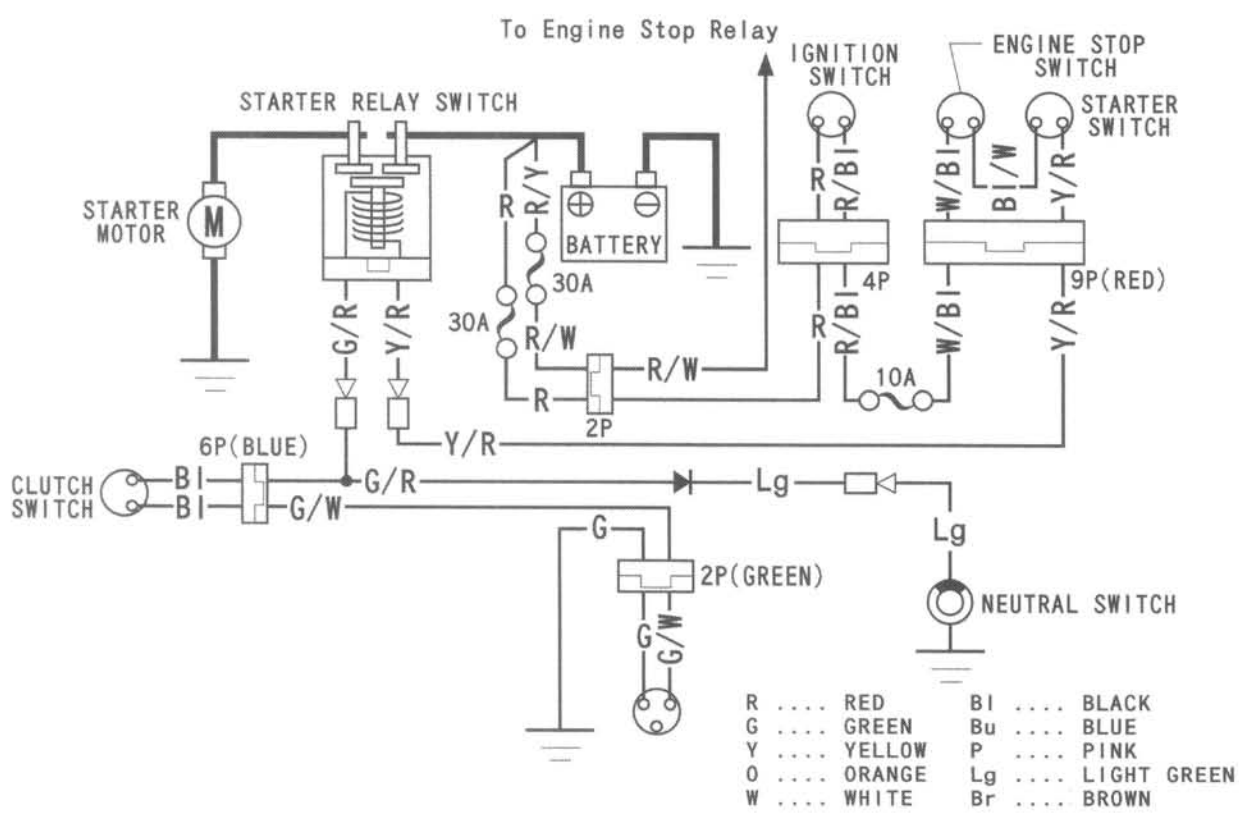 To Engine Stop Relay
IGNITION
SWITCH
ENGINE STOP
SWITCH
STARTER RELAY SWITCH
STARTER
SWITCH
R
R/Y
R
R/Bl
W/Bl
Bl/W
Y/R
STARTER
MOTOR
M
⊕ ⊖
BATTERY
4P
9P(RED)
30A
30A
G/R
Y/R
R/W
R
R/Bl
W/Bl
Y/R
R/W
10A
R
2P
Y/R
6P(BLUE)
CLUTCH
SWITCH
Bl
G/R
Lg
Bl
G/W
Lg
G
2P(GREEN)
G
G/W
NEUTRAL SWITCH
R .... RED Bl .... BLACK
G .... GREEN Bu .... BLUE
Y .... YELLOW P .... PINK
O .... ORANGE Lg .... LIGHT GREEN
W .... WHITE Br .... BROWN